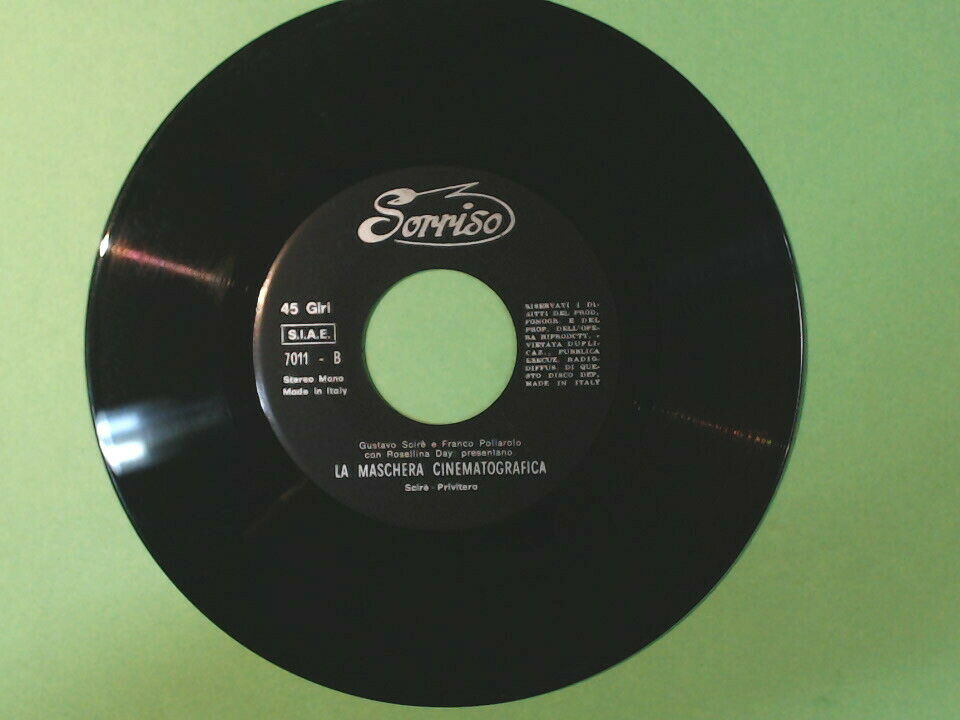 Sorriso
45 Giri
S.I.A.E.
7011 - B
Stereo Mono
Made in Italy
RISERVATI I DI-
RITTI DEL PROD.
FONOGR. E DEL
PROP. DELL'OPE-
RA RIPRODUT. -
VIETATA DUPLI-
CAZ., PUBBLICA
ESECUZ. RADIO-
DIFFUS. DI QUE-
STO DISCO DEP.
MADE IN ITALY
Gustavo Scirè e Franco Pollarolo
con Rosellina Day: presentano
LA MASCHERA CINEMATOGRAFICA
Scirè - Privitera